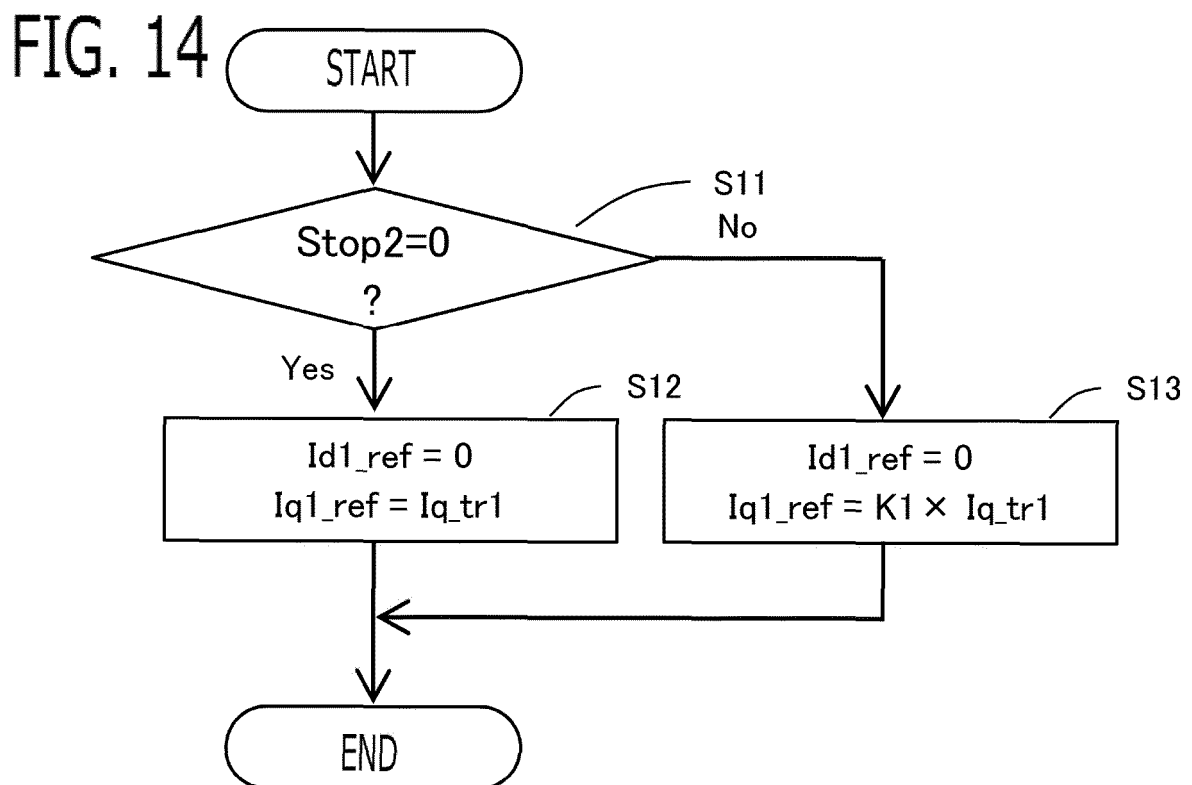 FIG. 14
START
S11
Stop2=0
?
No
Yes
S12
Id1_ref = 0
Iq1_ref = Iq_tr1
S13
Id1_ref = 0
Iq1_ref = K1 × Iq_tr1
END